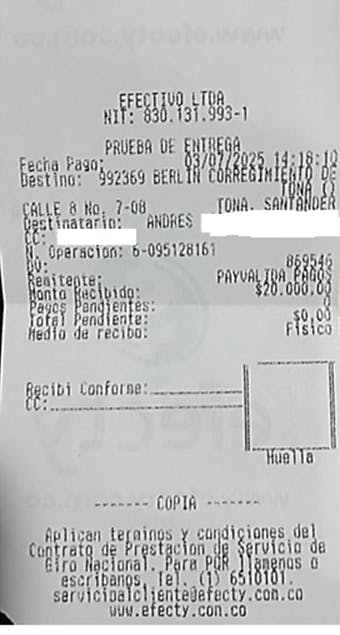 EFECTIVO LTDA
NIT: 830.131.993-1
PRUEBA DE ENTREGA
Fecha Pago: 03/07/2025 14:18:10
Destino: 992369 BERLIN CORREGIMIENTO DE
TONA ()
CALLE 8 No. 7-08 TONA. SANTANDER
Destinatario: ANDRES
CC:
N. Operacion: 6-095128161
PV: 869546
Remitente: PAYVALIDA PAGOS
Monto Recibido: $20.000,00
Pagos Pendientes: 0
Total Pendiente: $0,00
Medio de recibo: Fisico
Recibi Conforme:
CC:
Huella
------- COPIA -------
Aplican terminos y condiciones del
Contrato de Prestacion de Servicio de
Giro Nacional. Para PQR llamenos o
escribanos, Tel. (1) 6510101.
servicioalcliente@efecty.com.co
www.efecty.com.co